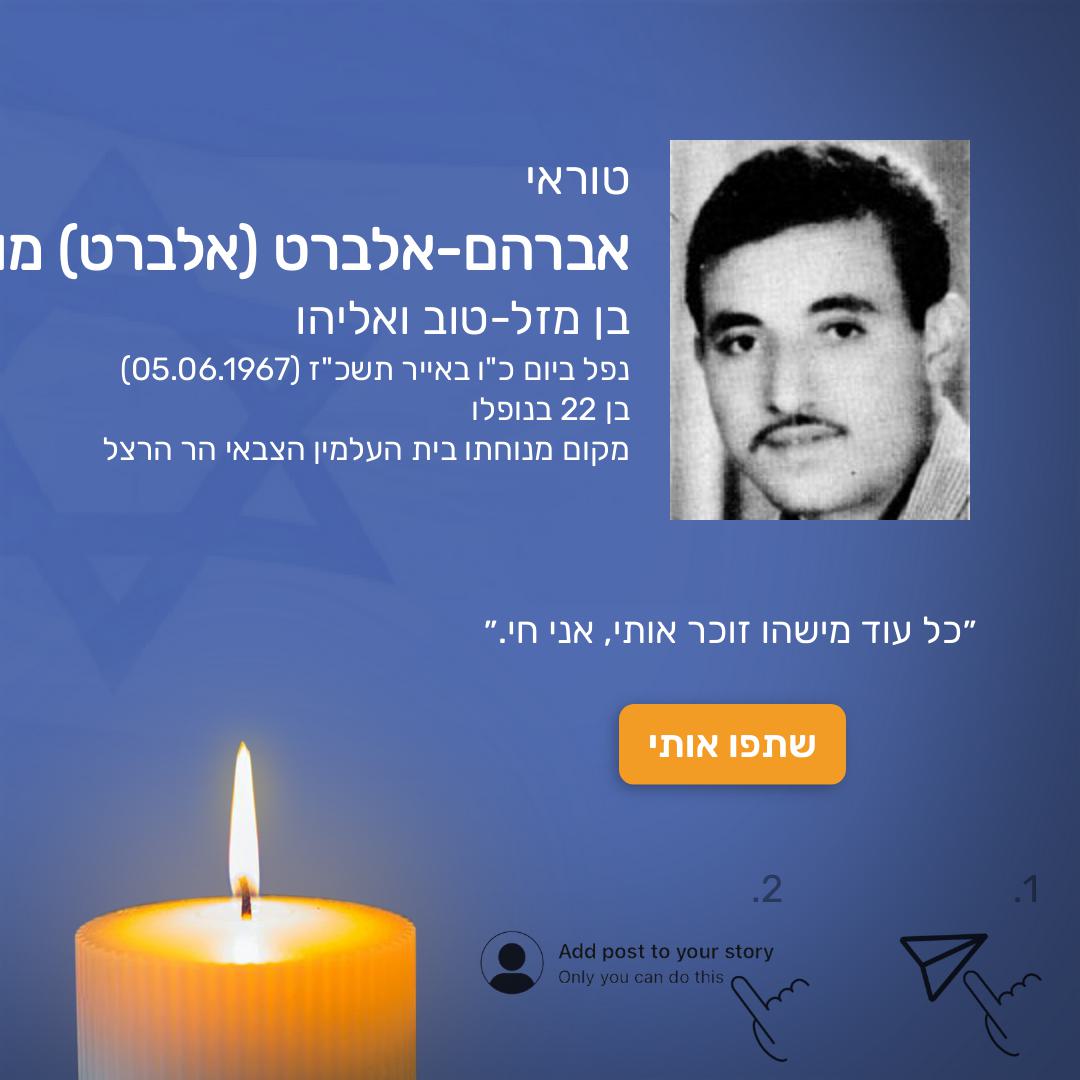 טוראי
אברהם-אלברט (אלברט)
בן מזל-טוב ואליהו
נפל ביום כ"ו באייר תשכ"ז (05.06.1967)
בן 22 בנופלו
מקום מנוחתו בית העלמין הצבאי הר הרצל
״כל עוד מישהו זוכר אותי, אני חי.״
שתפו אותי
.1
.2
Add post to your story
Only you can do this